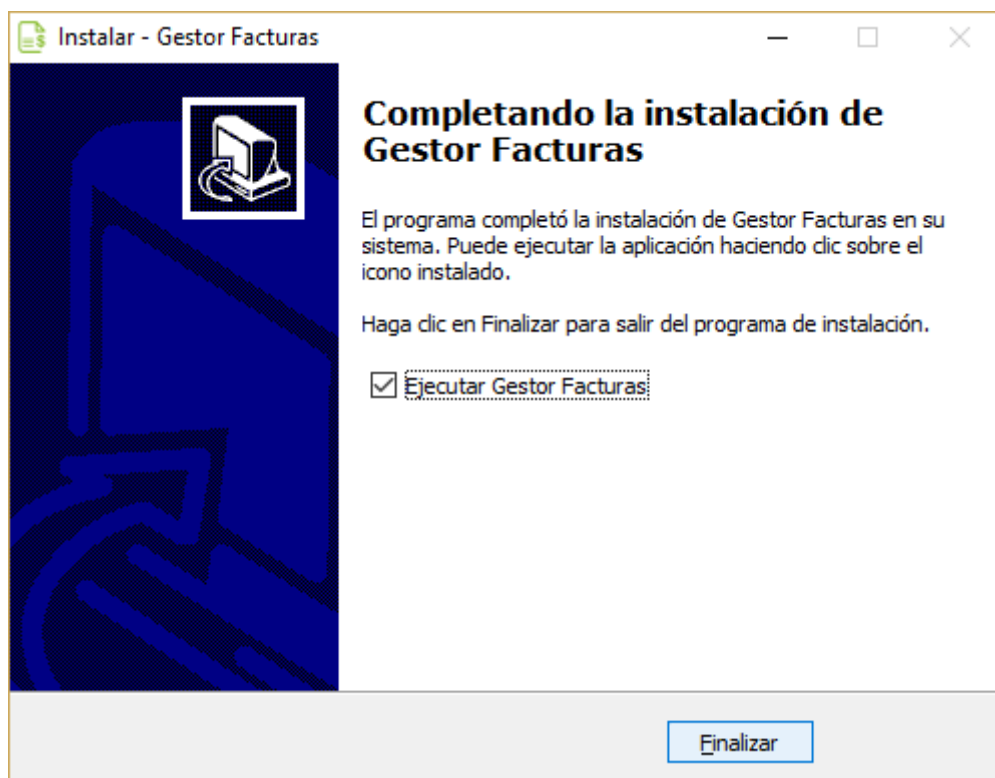 Instalar - Gestor Facturas
Completando la instalación de
Gestor Facturas
El programa completó la instalación de Gestor Facturas en su
sistema. Puede ejecutar la aplicación haciendo clic sobre el
icono instalado.
Haga clic en Finalizar para salir del programa de instalación.
Ejecutar Gestor Facturas
Finalizar